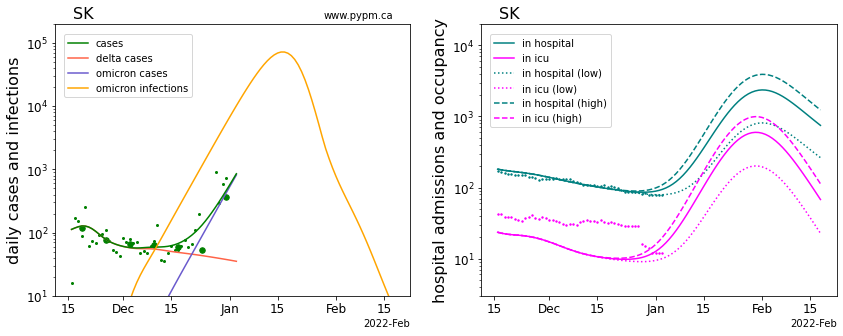 SK
www.pypm.ca
daily cases and infections
10^5
10^4
10^3
10^2
10^1
cases
delta cases
omicron cases
omicron infections
15 Dec 15 Jan 15 Feb 15
2022-Feb
SK
hospital admissions and occupancy
10^4
10^3
10^2
10^1
in hospital
in icu
in hospital (low)
in icu (low)
in hospital (high)
in icu (high)
15 Dec 15 Jan 15 Feb 15
2022-Feb